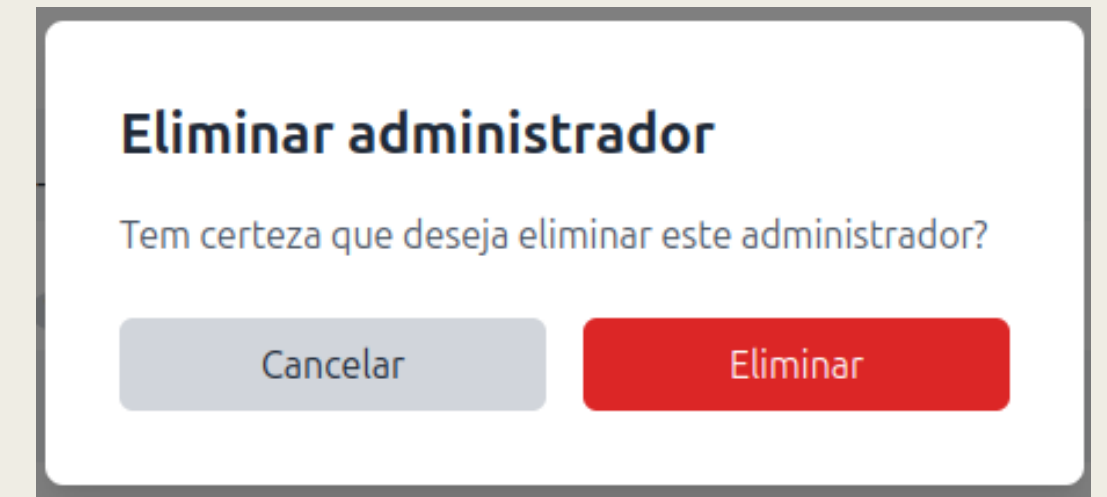 Eliminar administrador
Tem certeza que deseja eliminar este administrador?
Cancelar
Eliminar